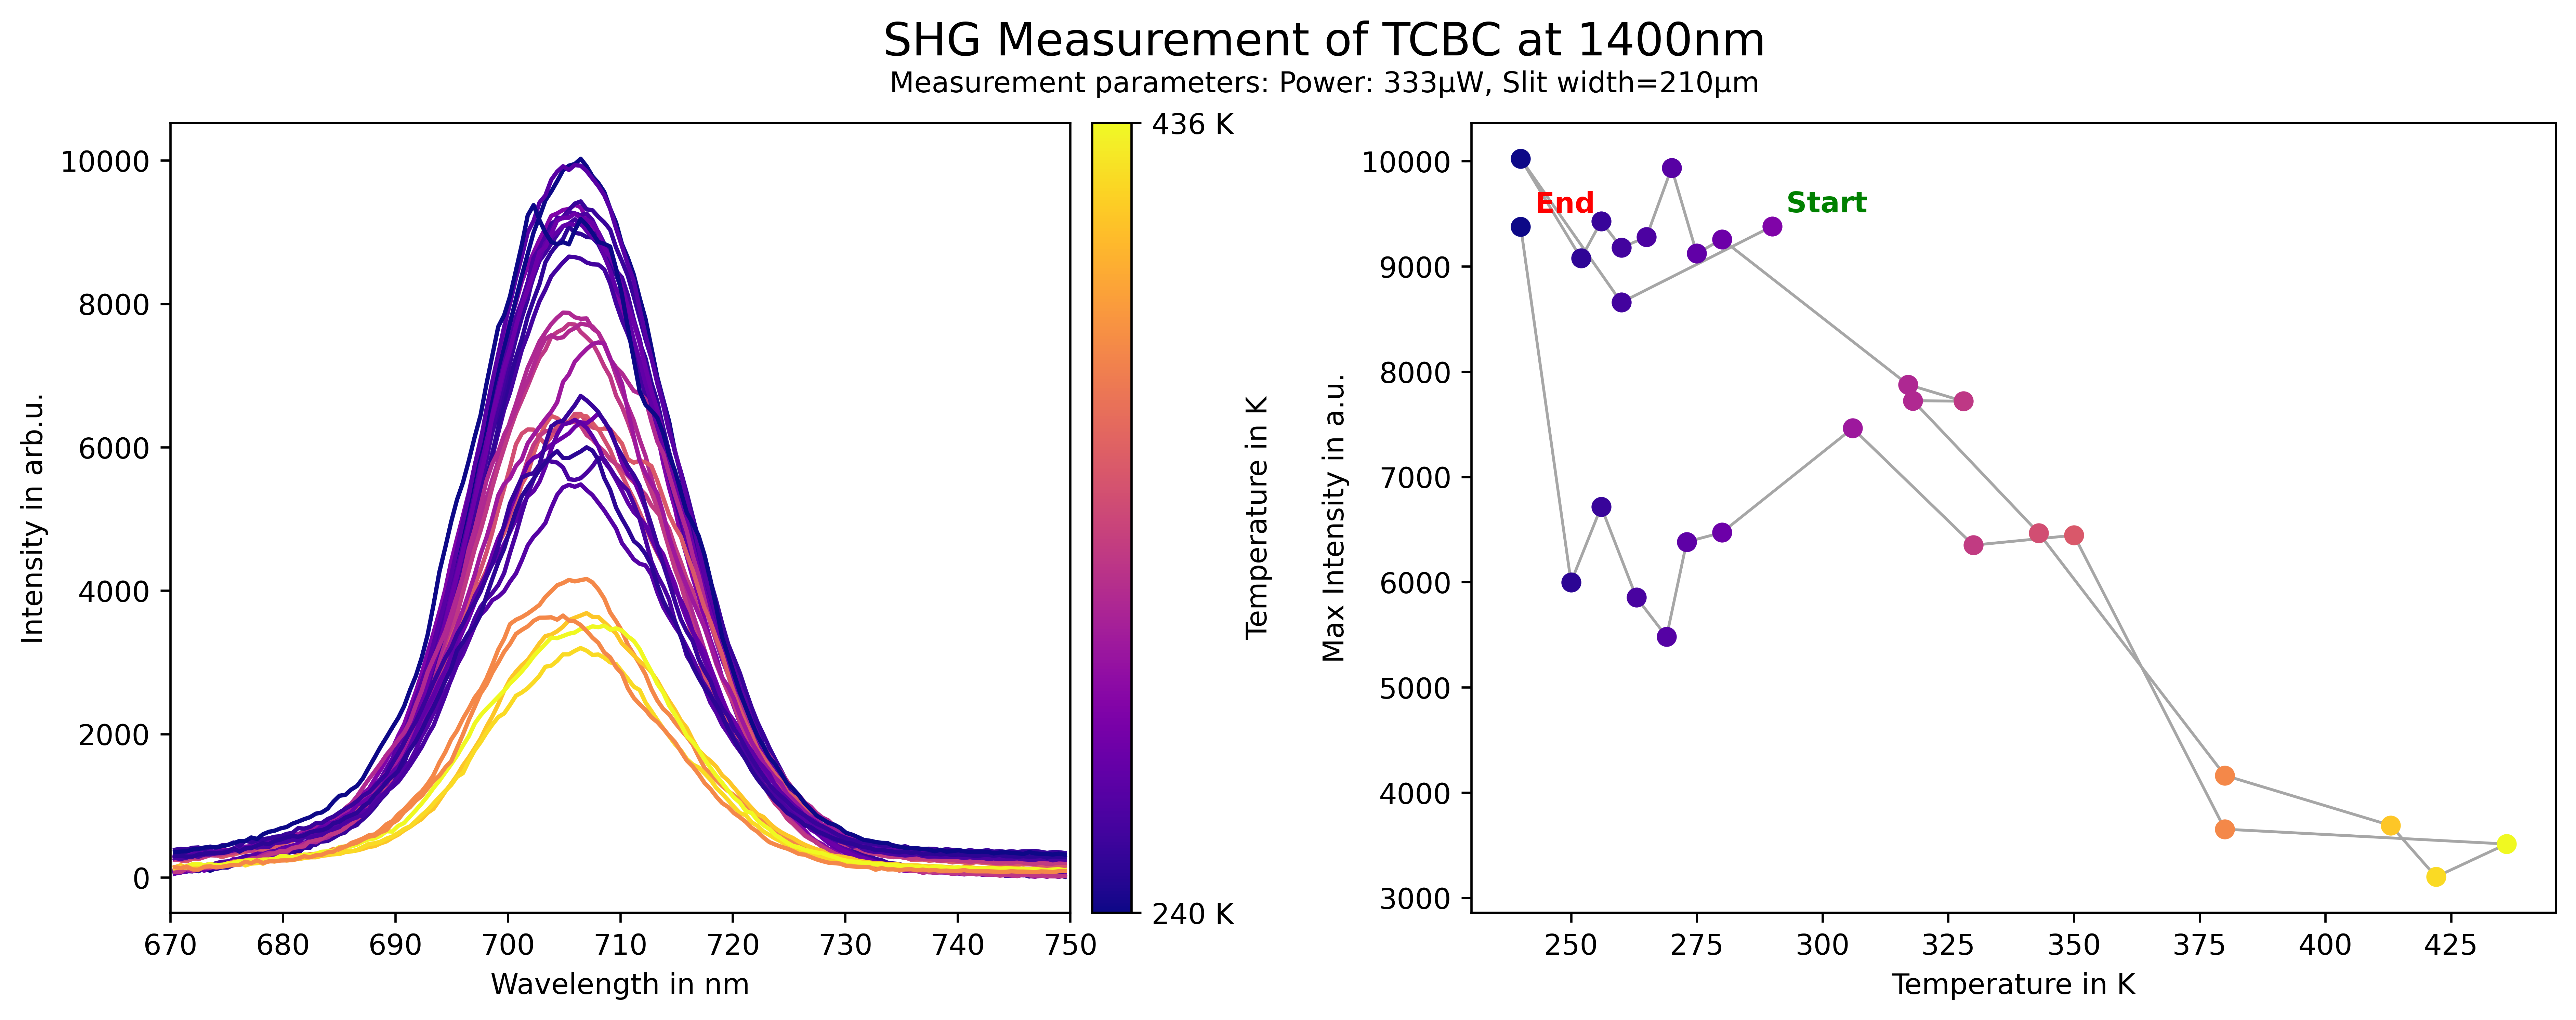 SHG Measurement of TCBC at 1400nm
Measurement parameters: Power: 333µW, Slit width=210µm
10000
8000
6000
4000
2000
0
Intensity in arb.u.
670 680 690 700 710 720 730 740 750
Wavelength in nm
436 K
240 K
Temperature in K
10000
9000
8000
7000
6000
5000
4000
3000
Max Intensity in a.u.
End
Start
250 275 300 325 350 375 400 425
Temperature in K